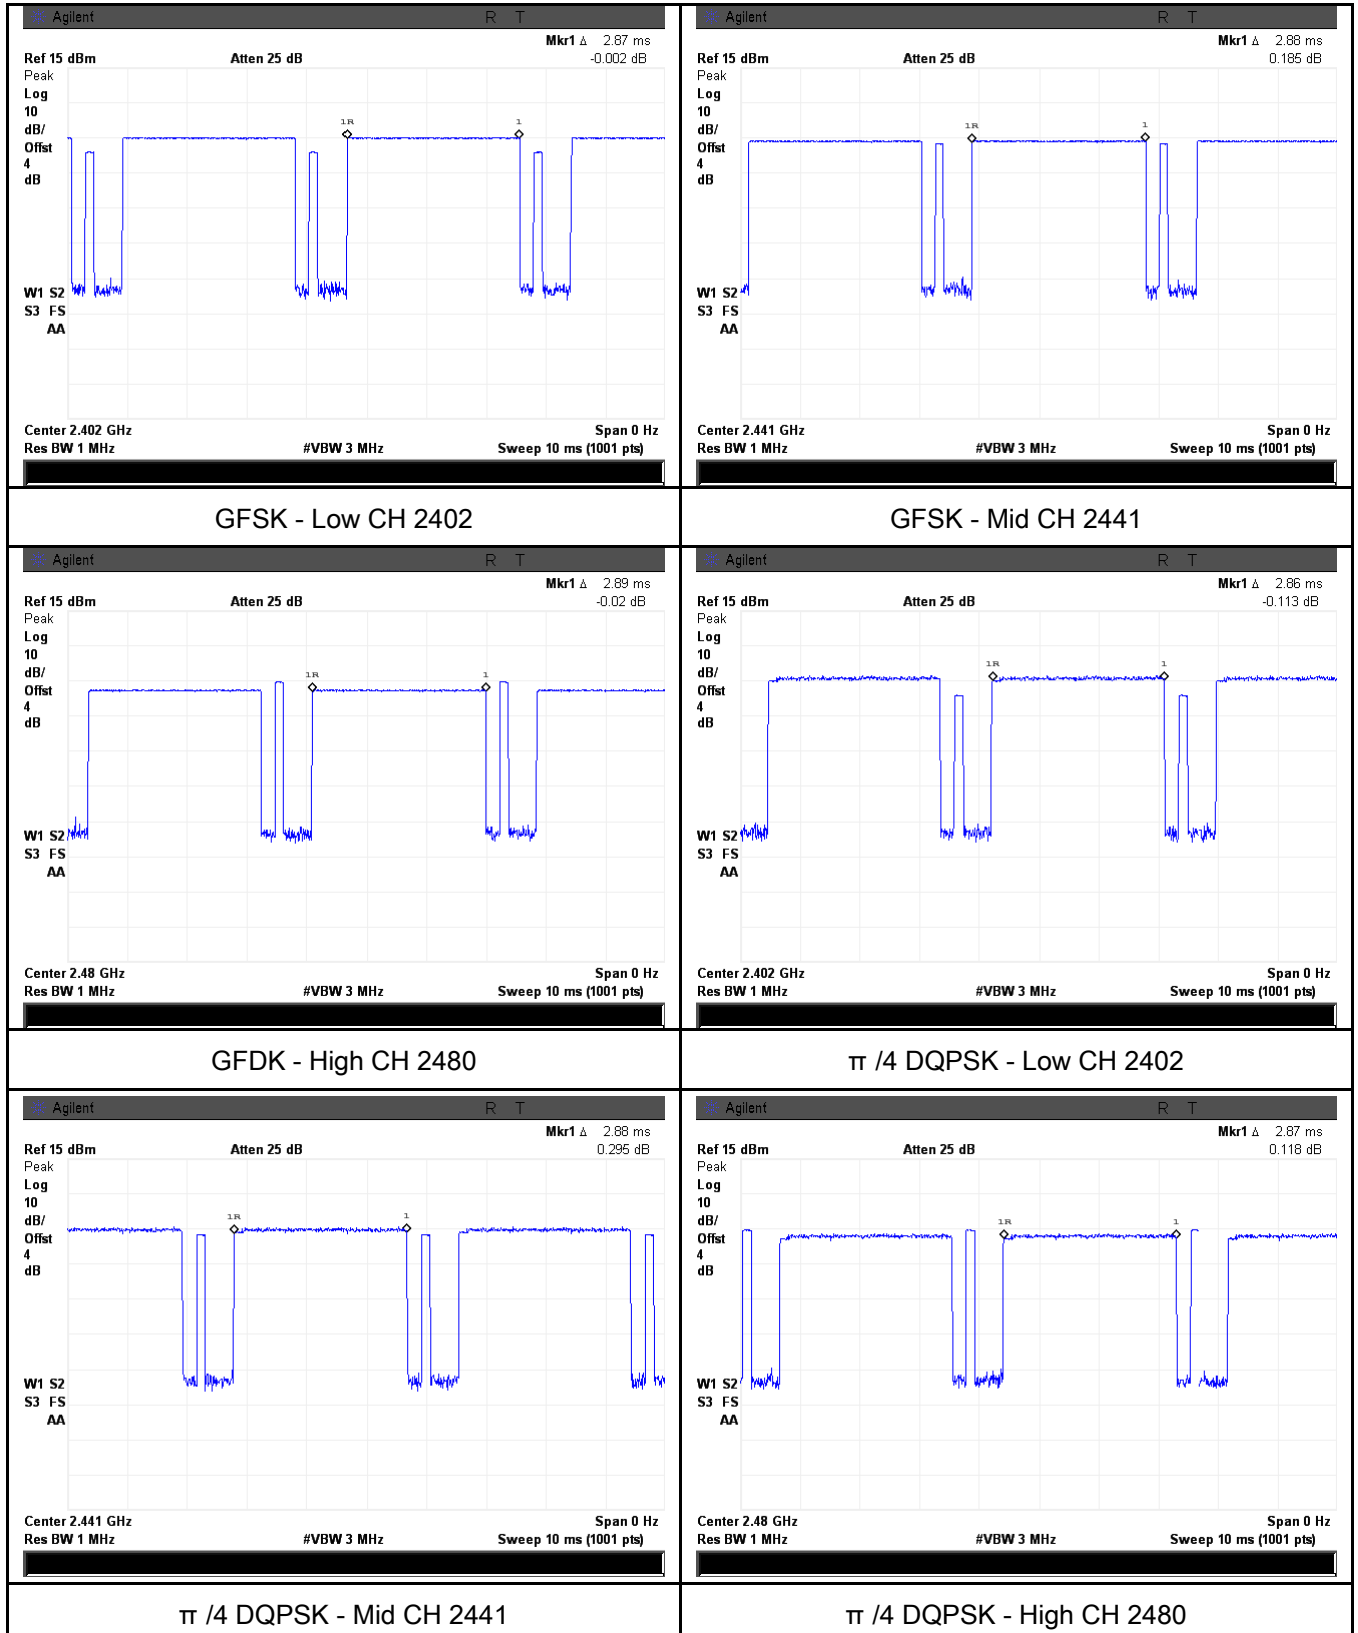 Agilent R T
Mkr1 Δ 2.87 ms
Ref 15 dBm Atten 25 dB -0.002 dB
Peak
Log
10
dB/
Offst
4
dB
1R 1
W1 S2
S3 FS
AA
Center 2.402 GHz Span 0 Hz
Res BW 1 MHz #VBW 3 MHz Sweep 10 ms (1001 pts)
GFSK - Low CH 2402
Agilent R T
Mkr1 Δ 2.88 ms
Ref 15 dBm Atten 25 dB 0.185 dB
Peak
Log
10
dB/
Offst
4
dB
1R 1
W1 S2
S3 FS
AA
Center 2.441 GHz Span 0 Hz
Res BW 1 MHz #VBW 3 MHz Sweep 10 ms (1001 pts)
GFSK - Mid CH 2441
Agilent R T
Mkr1 Δ 2.89 ms
Ref 15 dBm Atten 25 dB -0.02 dB
Peak
Log
10
dB/
Offst
4
dB
1R 1
W1 S2
S3 FS
AA
Center 2.48 GHz Span 0 Hz
Res BW 1 MHz #VBW 3 MHz Sweep 10 ms (1001 pts)
GFDK - High CH 2480
Agilent R T
Mkr1 Δ 2.86 ms
Ref 15 dBm Atten 25 dB -0.113 dB
Peak
Log
10
dB/
Offst
4
dB
1R 1
W1 S2
S3 FS
AA
Center 2.402 GHz Span 0 Hz
Res BW 1 MHz #VBW 3 MHz Sweep 10 ms (1001 pts)
π /4 DQPSK - Low CH 2402
Agilent R T
Mkr1 Δ 2.88 ms
Ref 15 dBm Atten 25 dB 0.295 dB
Peak
Log
10
dB/
Offst
4
dB
1R 1
W1 S2
S3 FS
AA
Center 2.441 GHz Span 0 Hz
Res BW 1 MHz #VBW 3 MHz Sweep 10 ms (1001 pts)
π /4 DQPSK - Mid CH 2441
Agilent R T
Mkr1 Δ 2.87 ms
Ref 15 dBm Atten 25 dB 0.118 dB
Peak
Log
10
dB/
Offst
4
dB
1R 1
W1 S2
S3 FS
AA
Center 2.48 GHz Span 0 Hz
Res BW 1 MHz #VBW 3 MHz Sweep 10 ms (1001 pts)
π /4 DQPSK - High CH 2480